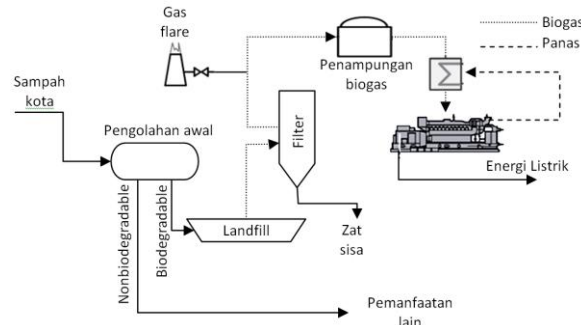 Gas
flare
Biogas
Panas
Penampungan
biogas
Sampah
kota
Pengolahan awal
Filter
Energi Listrik
Nonbiodegradable
Biodegradable
Landfill
Zat
sisa
Pemanfaatan
lain